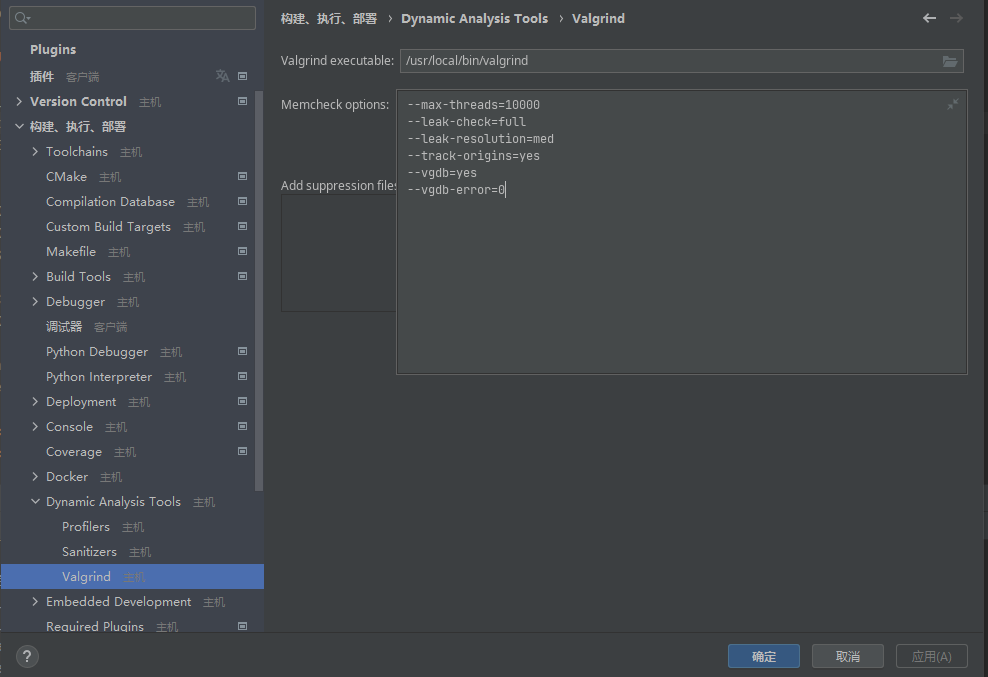 Plugins
插件 客户端
Version Control 主机
构建、执行、部署
Toolchains 主机
CMake 主机
Compilation Database 主机
Custom Build Targets 主机
Makefile 主机
Build Tools 主机
Debugger 主机
调试器 客户端
Python Debugger 主机
Python Interpreter 主机
Deployment 主机
Console 主机
Coverage 主机
Docker 主机
Dynamic Analysis Tools 主机
Profilers 主机
Sanitizers 主机
Valgrind 主机
Embedded Development 主机
Required Plugins 主机
构建、执行、部署 › Dynamic Analysis Tools › Valgrind
Valgrind executable: /usr/local/bin/valgrind
Memcheck options:
--max-threads=10000
--leak-check=full
--leak-resolution=med
--track-origins=yes
--vgdb=yes
--vgdb-error=0
Add suppression files
?
确定 取消 应用(A)